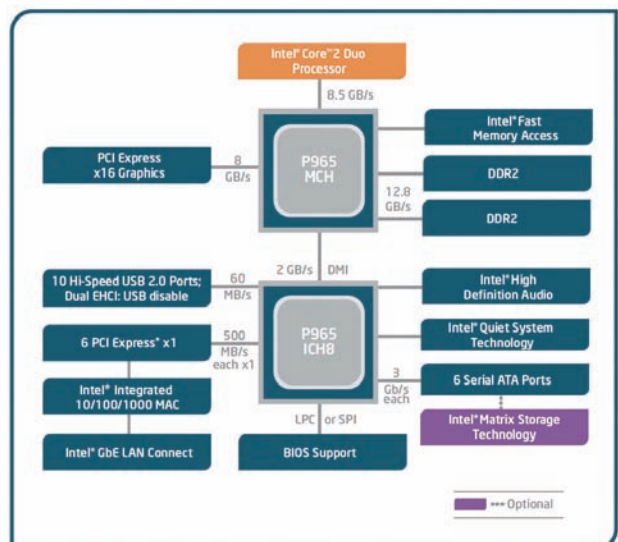 Intel® Core™2 Duo
Processor
8.5 GB/s
P965
MCH
Intel® Fast
Memory Access
PCI Express
x16 Graphics
8
GB/s
DDR2
12.8
GB/s
DDR2
2 GB/s DMI
10 Hi-Speed USB 2.0 Ports;
Dual EHCI: USB disable
60
MB/s
P965
ICH8
Intel® High
Definition Audio
6 PCI Express* x1
500
MB/s
each x1
Intel® Quiet System
Technology
Intel® Integrated
10/100/1000 MAC
3
Gb/s
each
6 Serial ATA Ports
Intel® Matrix Storage
Technology
Intel® GbE LAN Connect
LPC or SPI
BIOS Support
Optional